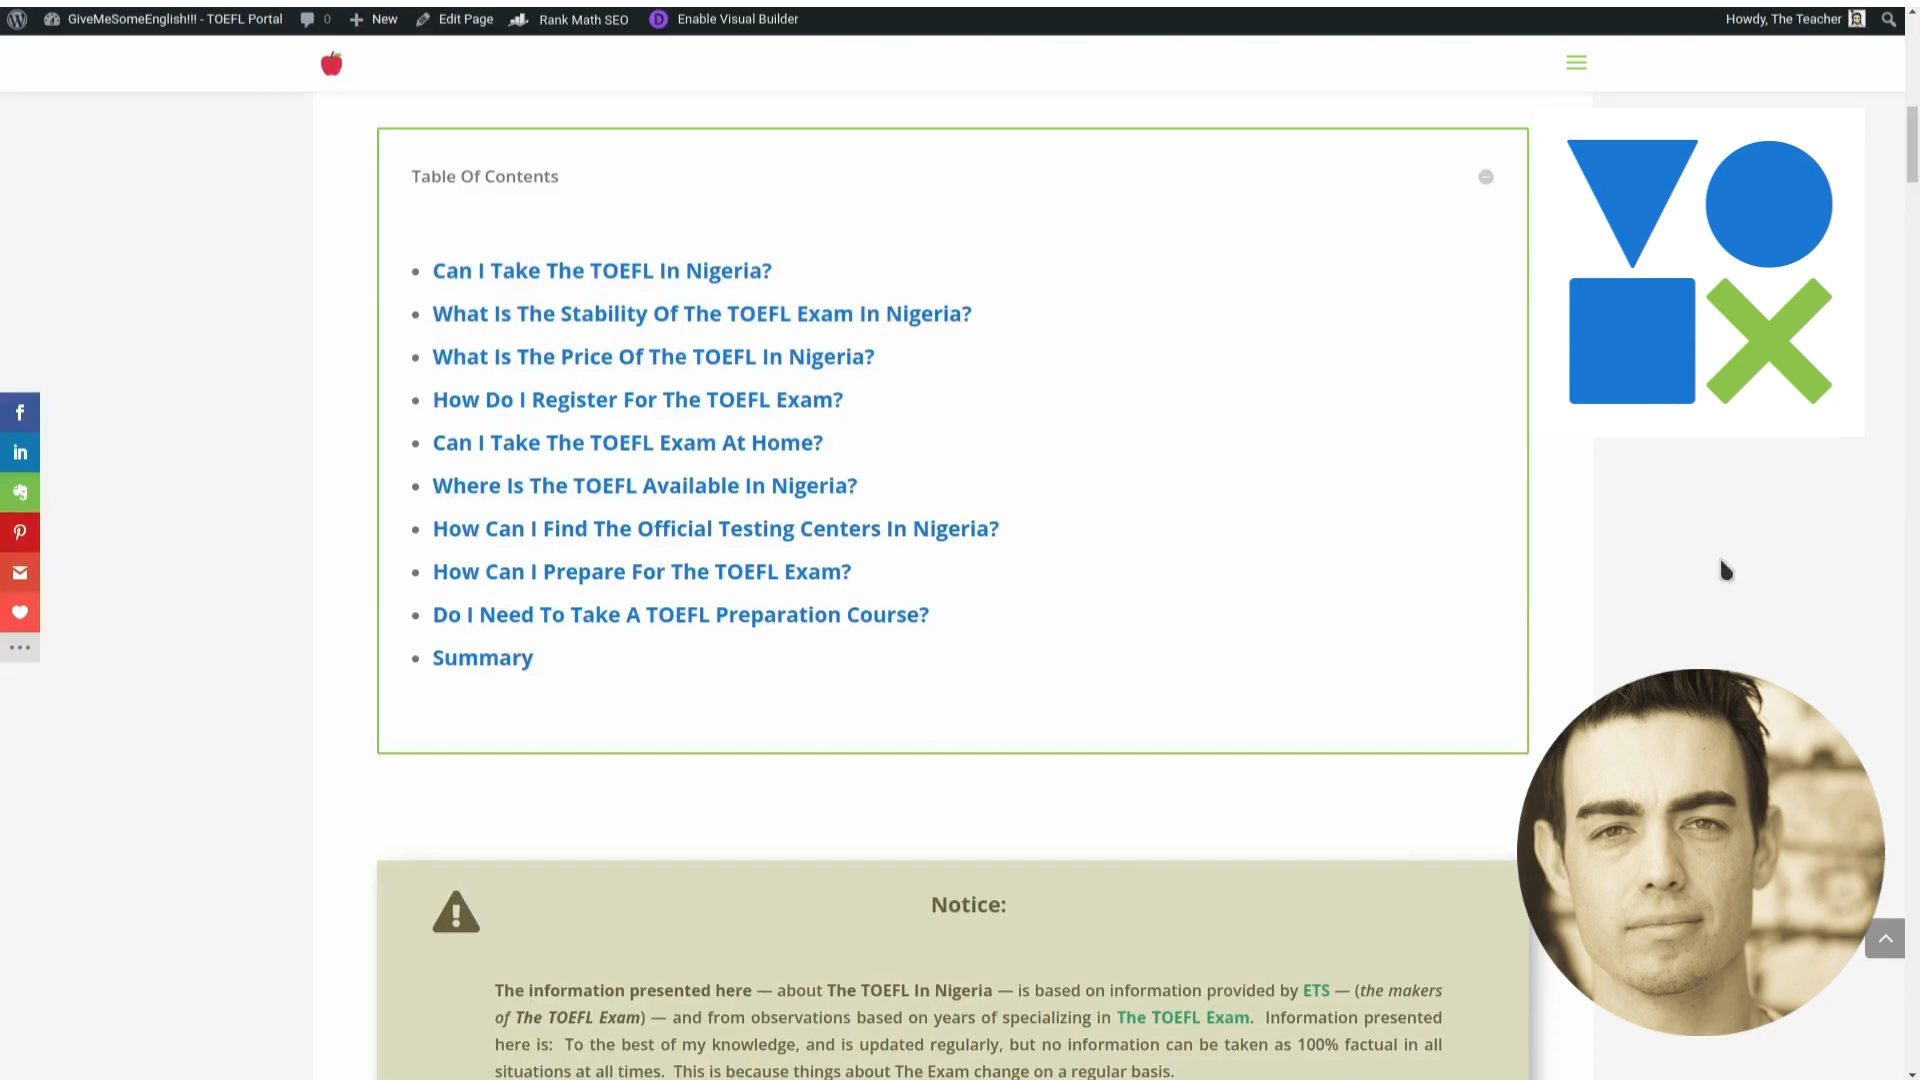 GiveMeSomeEnglish!!! - TOEFL Portal 0 New Edit Page Rank Math SEO Enable Visual Builder Howdy, The Teacher
Table Of Contents
Can I Take The TOEFL In Nigeria?
What Is The Stability Of The TOEFL Exam In Nigeria?
What Is The Price Of The TOEFL In Nigeria?
How Do I Register For The TOEFL Exam?
Can I Take The TOEFL Exam At Home?
Where Is The TOEFL Available In Nigeria?
How Can I Find The Official Testing Centers In Nigeria?
How Can I Prepare For The TOEFL Exam?
Do I Need To Take A TOEFL Preparation Course?
Summary
Notice:
The information presented here — about The TOEFL In Nigeria — is based on information provided by ETS — (the makers
of The TOEFL Exam) — and from observations based on years of specializing in The TOEFL Exam. Information presented
here is: To the best of my knowledge, and is updated regularly, but no information can be taken as 100% factual in all
situations at all times. This is because things about The Exam change on a regular basis.